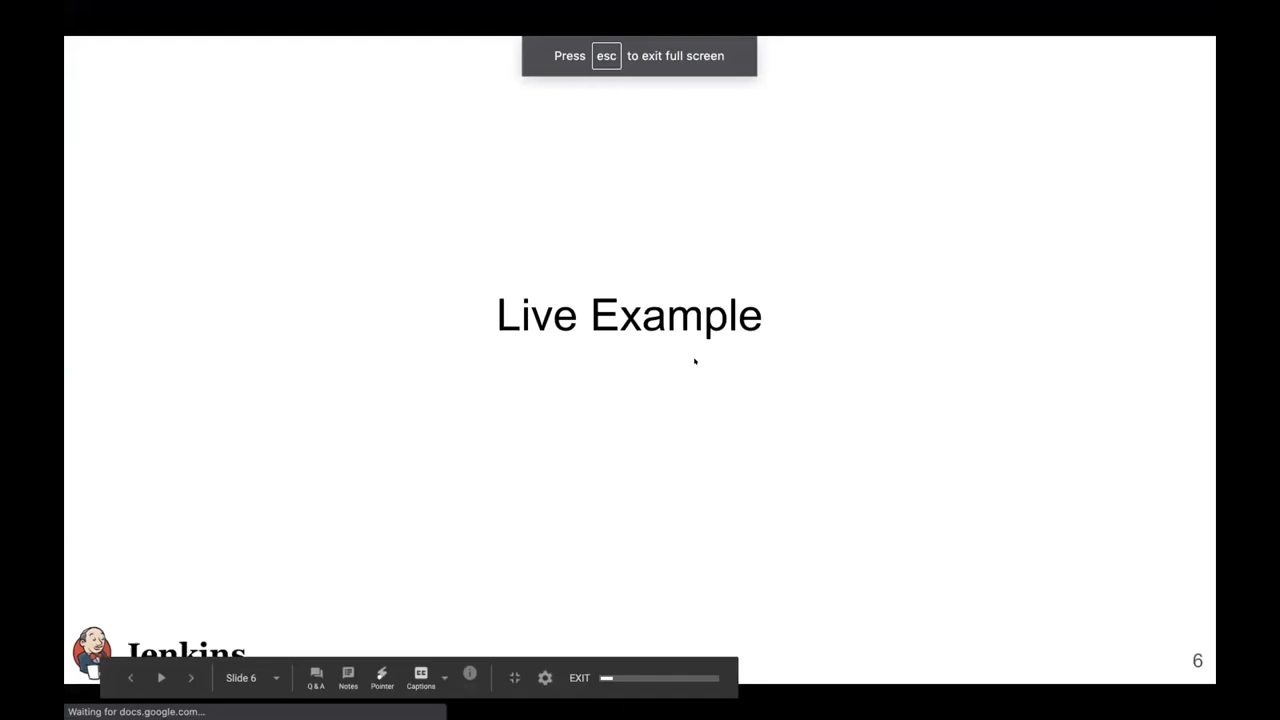 Press esc to exit full screen
Live Example
Jenkins
6
Slide 6
Q & A
Notes
Pointer
Captions
EXIT
Waiting for docs.google.com...